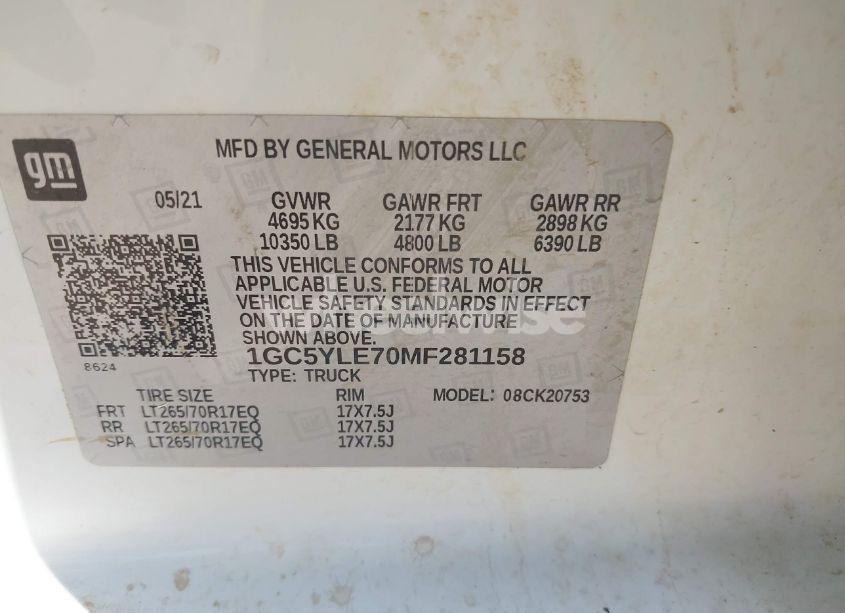 gm
MFD BY GENERAL MOTORS LLC
05/21 GVWR GAWR FRT GAWR RR
4695 KG 2177 KG 2898 KG
10350 LB 4800 LB 6390 LB
THIS VEHICLE CONFORMS TO ALL
APPLICABLE U.S. FEDERAL MOTOR
VEHICLE SAFETY STANDARDS IN EFFECT
ON THE DATE OF MANUFACTURE
SHOWN ABOVE.
8624
1GC5YLE70MF281158
TYPE: TRUCK
TIRE SIZE RIM MODEL: 08CK20753
FRT LT265/70R17EQ 17X7.5J
RR LT265/70R17EQ 17X7.5J
SPA LT265/70R17EQ 17X7.5J